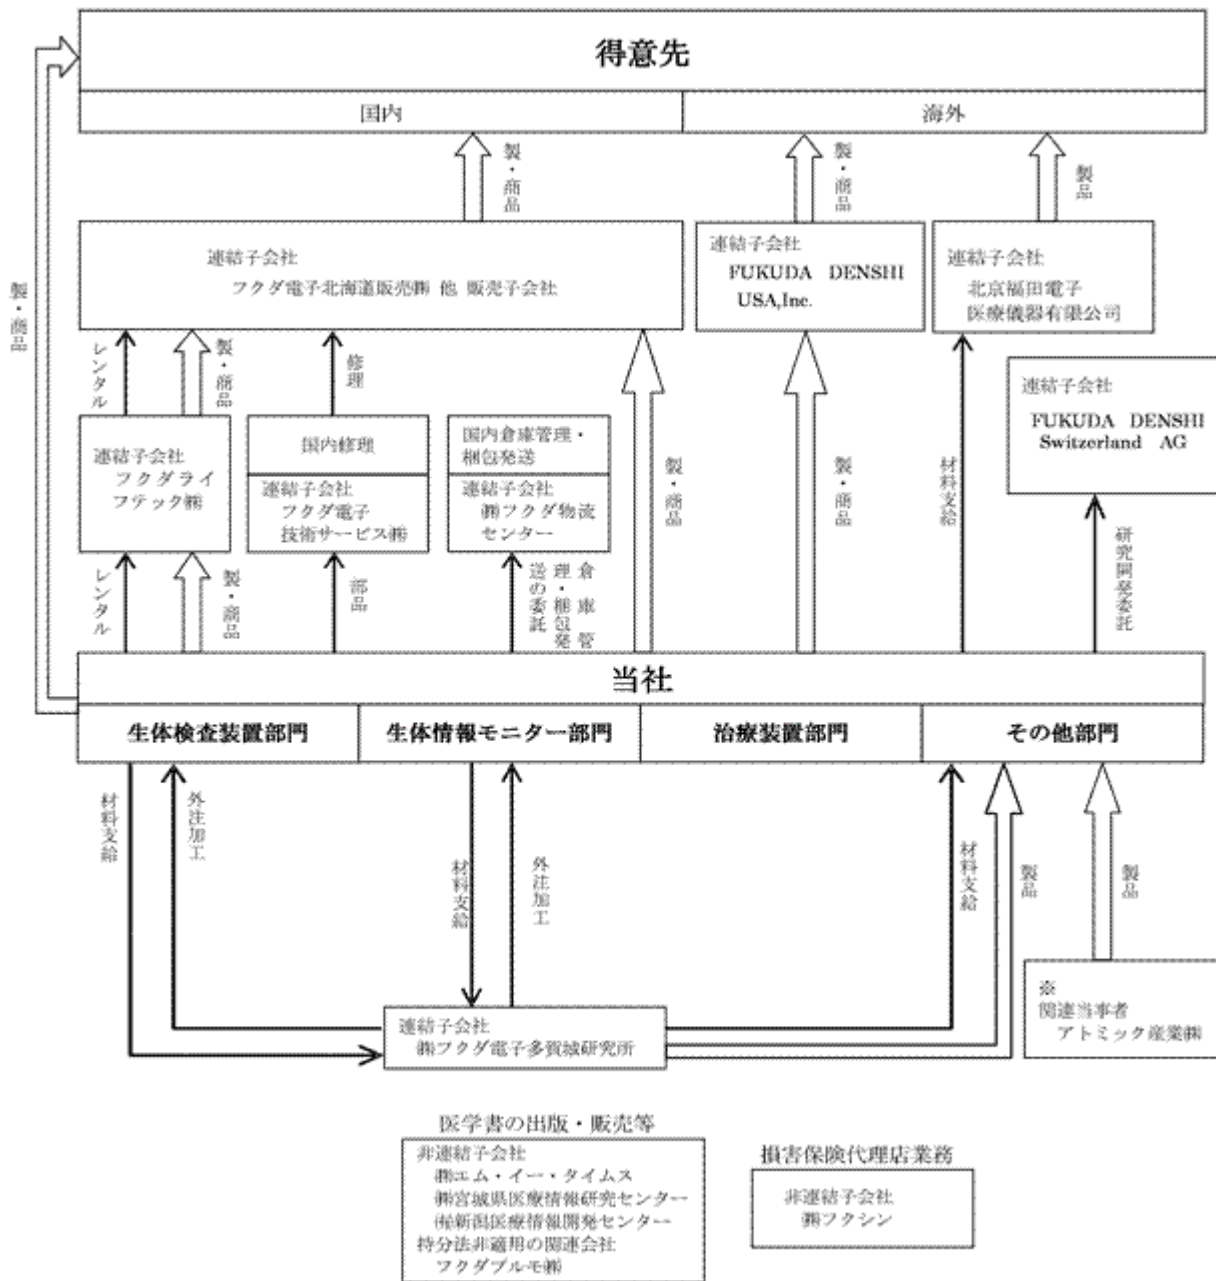 得意先
国内
海外
製・商品
製・商品
製・商品
製品
連結子会社
フクダ電子北海道販売㈱ 他 販売子会社
連結子会社
FUKUDA DENSHI
USA,Inc.
連結子会社
北京福田電子
医療儀器有限公司
レンタル
製・商品
修理
連結子会社
フクダライ
フテック㈱
国内修理
連結子会社
フクダ電子
技術サービス㈱
国内倉庫管理・
梱包発送
連結子会社
㈱フクダ物流
センター
製・商品
製・商品
材料支給
連結子会社
FUKUDA DENSHI
Switzerland AG
レンタル
製・商品
部品
倉庫管
理・梱包発
送の委託
研究開発委託
当社
生体検査装置部門
生体情報モニター部門
治療装置部門
その他部門
材料支給
外注加工
材料支給
外注加工
材料支給
製品
製品
連結子会社
㈱フクダ電子多賀城研究所
※
関連当事者
アトミック産業㈱
医学書の出版・販売等
非連結子会社
㈱エム・イー・タイムス
㈱宮城県医療情報研究センター
㈲新潟医療情報開発センター
持分法非適用の関連会社
フクダプルモ㈱
損害保険代理店業務
非連結子会社
㈱フクシン